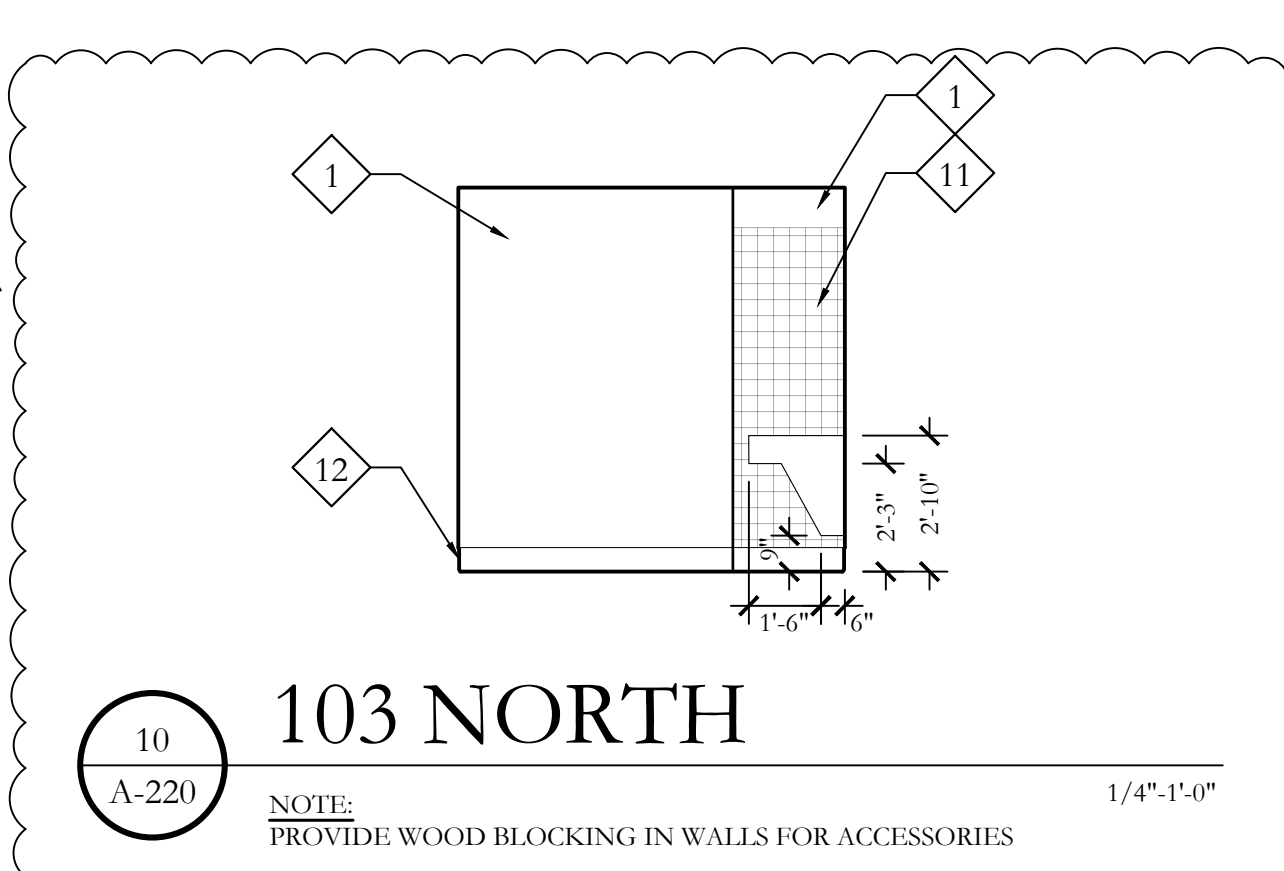 1
1
11
12
2'-3"
2'-10"
9"
1'-6"
6"
103 NORTH
10
A-220
1/4"-1'-0"
NOTE:
PROVIDE WOOD BLOCKING IN WALLS FOR ACCESSORIES